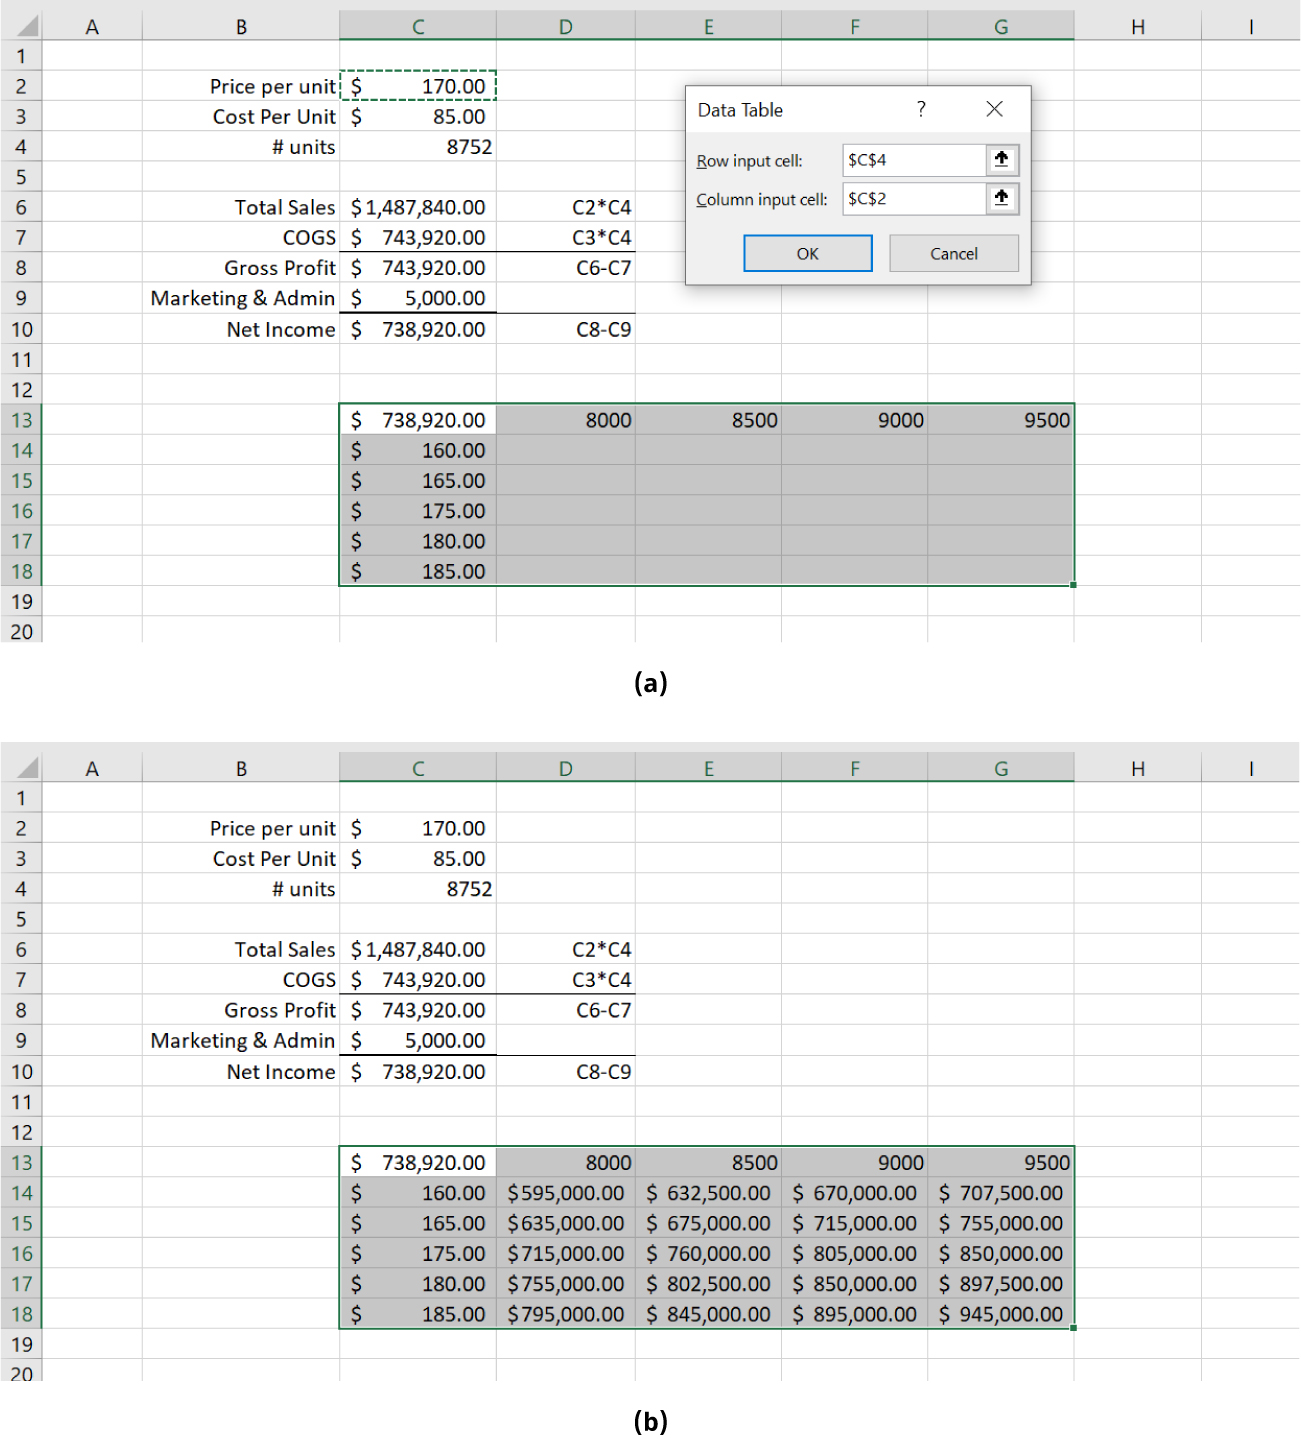 A B C D E F G H I
1
2 Price per unit $ 170.00
3 Cost Per Unit $ 85.00
4 # units 8752
5
6 Total Sales $1,487,840.00 C2*C4
7 COGS $ 743,920.00 C3*C4
8 Gross Profit $ 743,920.00 C6-C7
9 Marketing & Admin $ 5,000.00
10 Net Income $ 738,920.00 C8-C9
11
12
13 $ 738,920.00 8000 8500 9000 9500
14 $ 160.00
15 $ 165.00
16 $ 175.00
17 $ 180.00
18 $ 185.00
19
20
Data Table ?
Row input cell: $C$4
Column input cell: $C$2
OK Cancel
(a)
A B C D E F G H I
1
2 Price per unit $ 170.00
3 Cost Per Unit $ 85.00
4 # units 8752
5
6 Total Sales $1,487,840.00 C2*C4
7 COGS $ 743,920.00 C3*C4
8 Gross Profit $ 743,920.00 C6-C7
9 Marketing & Admin $ 5,000.00
10 Net Income $ 738,920.00 C8-C9
11
12
13 $ 738,920.00 8000 8500 9000 9500
14 $ 160.00 $595,000.00 $ 632,500.00 $ 670,000.00 $ 707,500.00
15 $ 165.00 $635,000.00 $ 675,000.00 $ 715,000.00 $ 755,000.00
16 $ 175.00 $715,000.00 $ 760,000.00 $ 805,000.00 $ 850,000.00
17 $ 180.00 $755,000.00 $ 802,500.00 $ 850,000.00 $ 897,500.00
18 $ 185.00 $795,000.00 $ 845,000.00 $ 895,000.00 $ 945,000.00
19
20
(b)